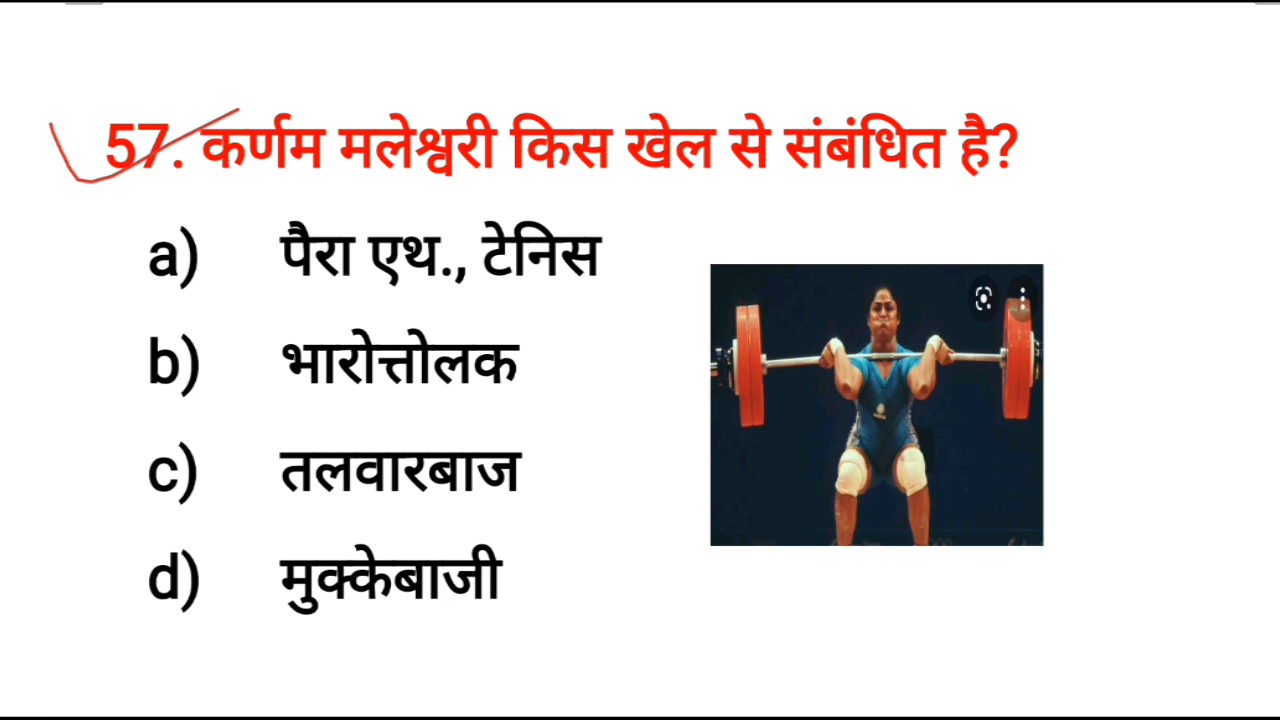 57. कर्णम मलेश्वरी किस खेल से संबंधित है?
a) पैरा एथ., टेनिस
b) भारोत्तोलक
c) तलवारबाज
d) मुक्केबाजी